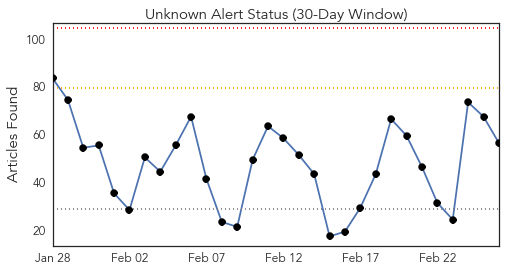 Unknown Alert Status (30-Day Window)
100
80
60
40
20
Articles Found
Jan 28 Feb 02 Feb 07 Feb 12 Feb 17 Feb 22